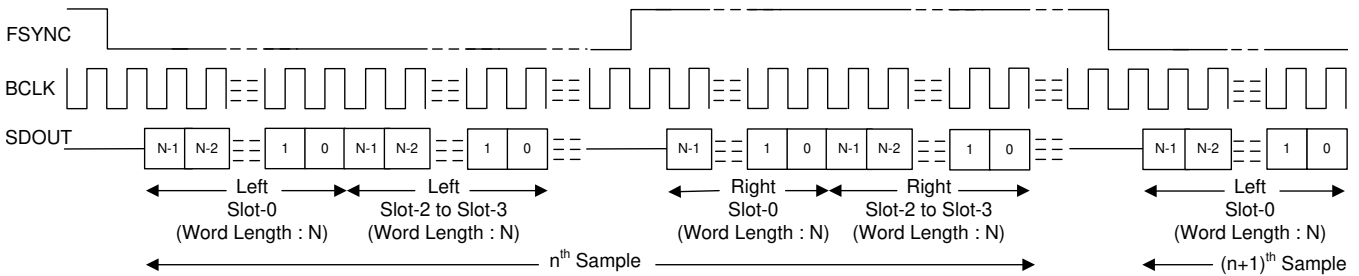 FSYNC
BCLK
SDOUT
N-1 N-2 1 0 N-1 N-2 1 0 N-1 1 0 N-1 N-2 1 0 N-1 N-2 1 0
Left Left Right Right Left
Slot-0 Slot-2 to Slot-3 Slot-0 Slot-2 to Slot-3 Slot-0
(Word Length : N) (Word Length : N) (Word Length : N) (Word Length : N) (Word Length : N)
nth Sample (n+1)th Sample